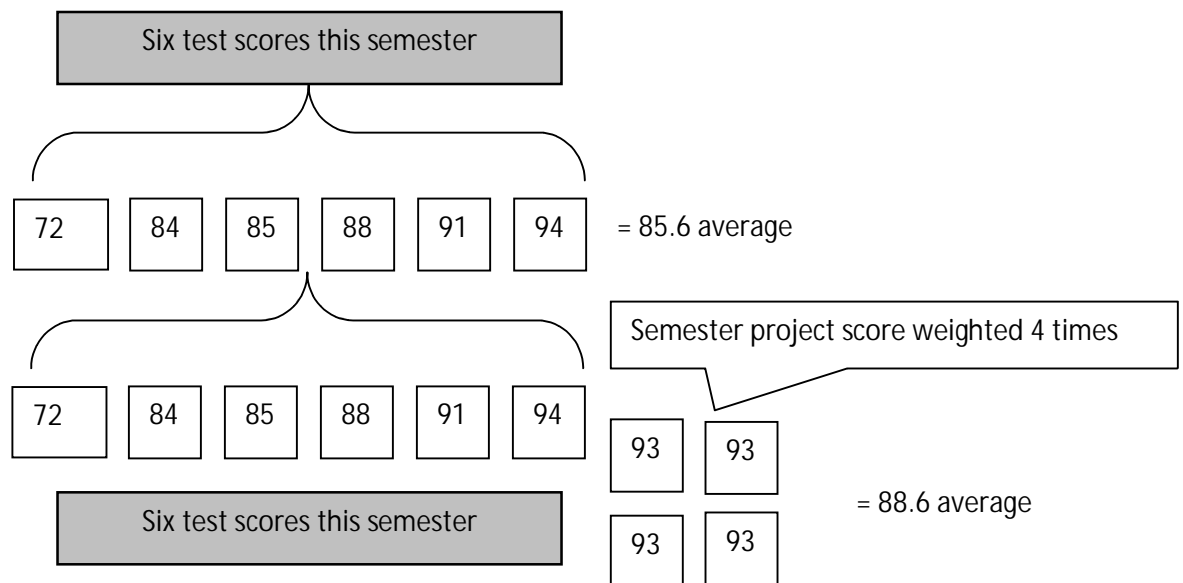 Six test scores this semester
72 84 85 88 91 94 = 85.6 average
Semester project score weighted 4 times
72 84 85 88 91 94
93 93
Six test scores this semester
= 88.6 average
93 93